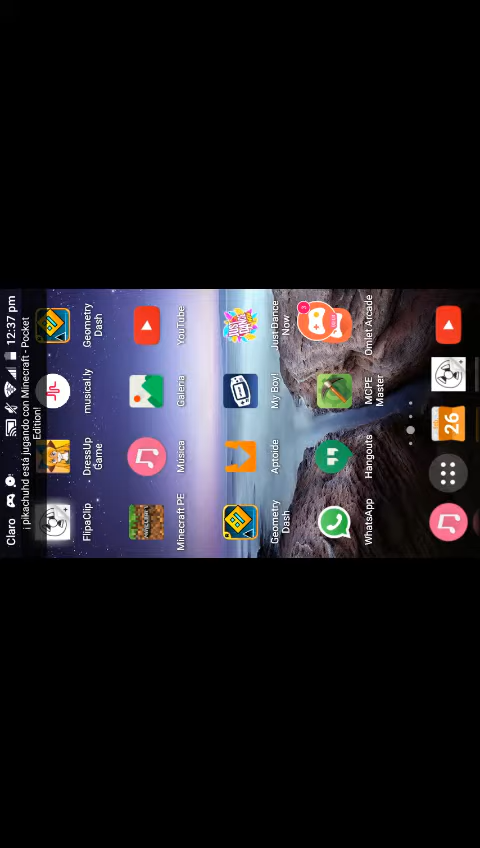 Claro 12:37 pm
¡ pikachuhd está jugando con Minecraft - Pocket
Edition!
FlipaClip
DressUp
Game
musical.ly
Geometry
Dash
Minecraft PE
Música
Galería
YouTube
Geometry
Dash
Aptoide
My Boy!
Just Dance
Now
WhatsApp
Hangouts
MCPE
Master
Omlet Arcade
26